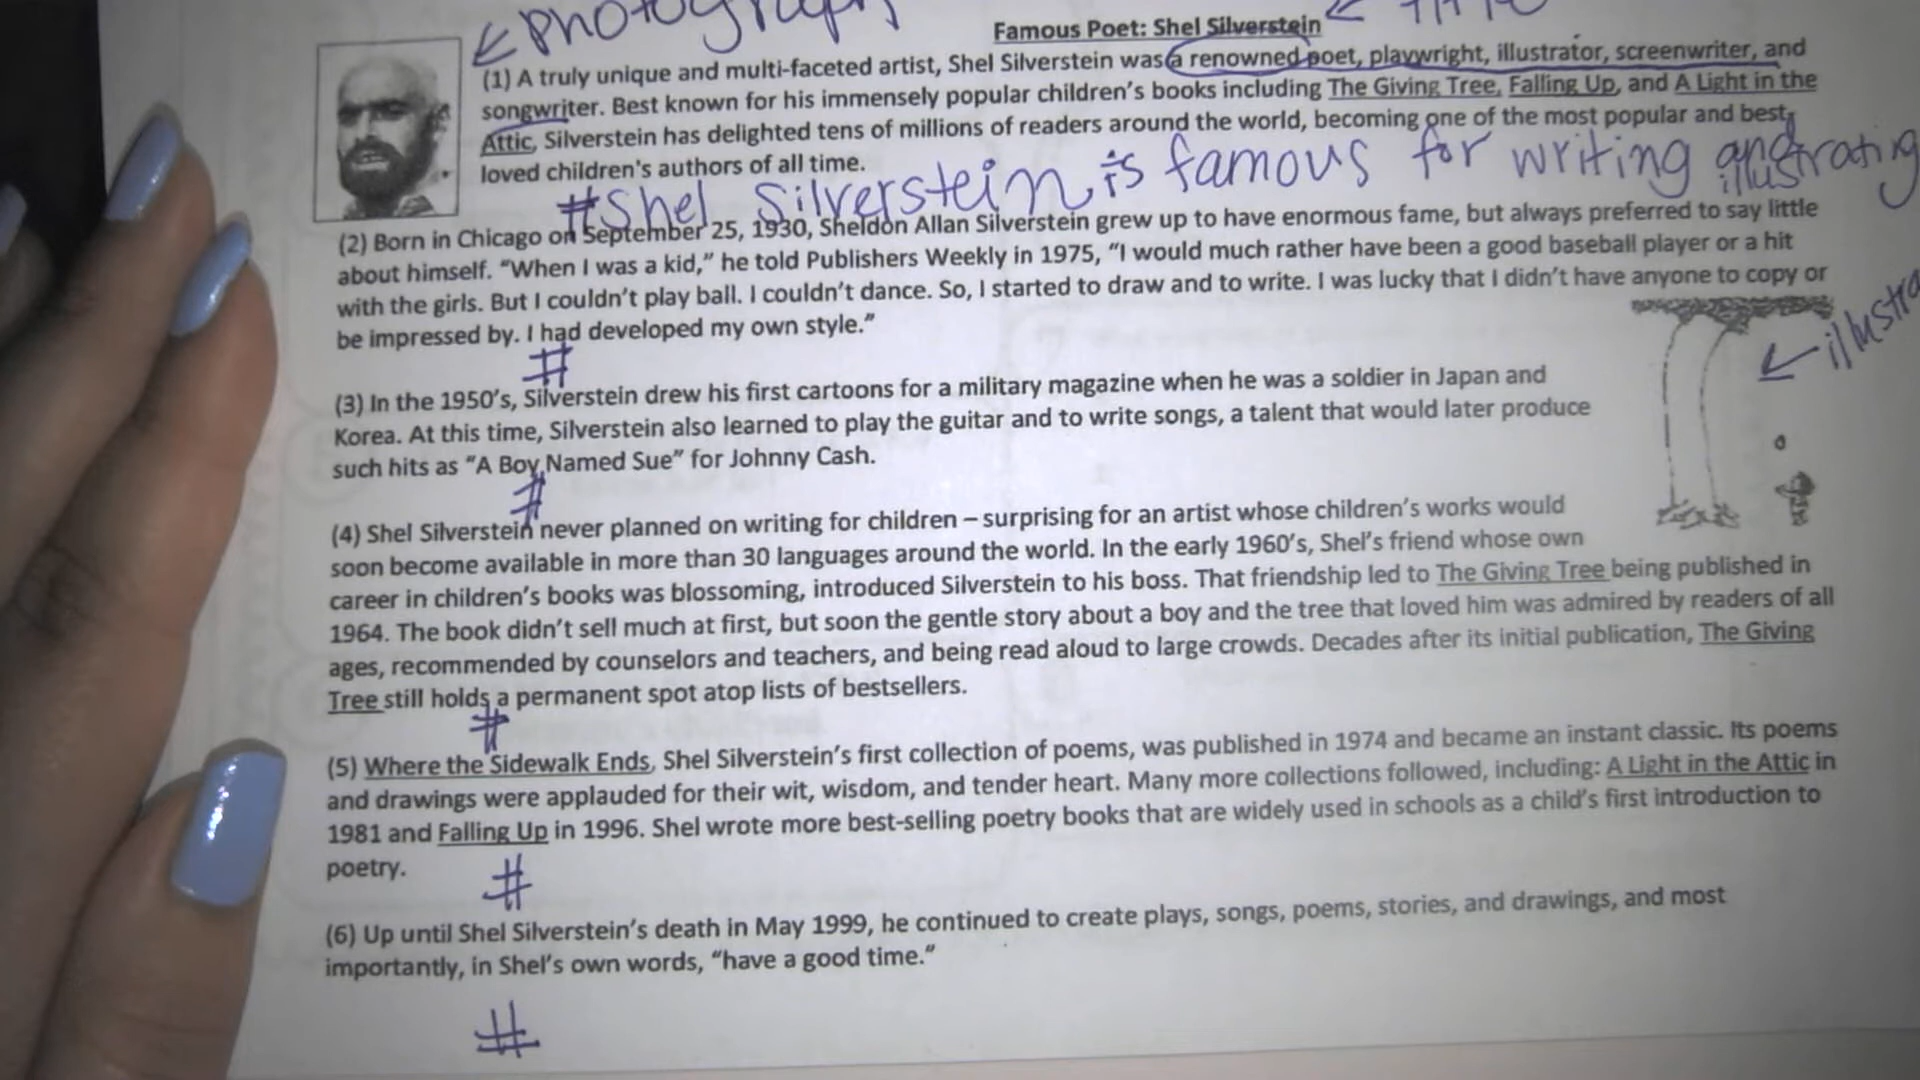 photograph
Famous Poet: Shel Silverstein
(1) A truly unique and multi-faceted artist, Shel Silverstein was a renowned poet, playwright, illustrator, screenwriter, and
songwriter. Best known for his immensely popular children's books including The Giving Tree, Falling Up, and A Light in the
Attic, Silverstein has delighted tens of millions of readers around the world, becoming one of the most popular and best
loved children's authors of all time.
#Shel Silverstein is famous for writing and illustrating
(2) Born in Chicago on September 25, 1930, Sheldon Allan Silverstein grew up to have enormous fame, but always preferred to say little
about himself. “When I was a kid,” he told Publishers Weekly in 1975, “I would much rather have been a good baseball player or a hit
with the girls. But I couldn’t play ball. I couldn’t dance. So, I started to draw and to write. I was lucky that I didn’t have anyone to copy or
be impressed by. I had developed my own style.”
#
(3) In the 1950’s, Silverstein drew his first cartoons for a military magazine when he was a soldier in Japan and
Korea. At this time, Silverstein also learned to play the guitar and to write songs, a talent that would later produce
such hits as “A Boy Named Sue” for Johnny Cash.
#
(4) Shel Silverstein never planned on writing for children – surprising for an artist whose children’s works would
soon become available in more than 30 languages around the world. In the early 1960’s, Shel’s friend whose own
career in children’s books was blossoming, introduced Silverstein to his boss. That friendship led to The Giving Tree being published in
1964. The book didn’t sell much at first, but soon the gentle story about a boy and the tree that loved him was admired by readers of all
ages, recommended by counselors and teachers, and being read aloud to large crowds. Decades after its initial publication, The Giving
Tree still holds a permanent spot atop lists of bestsellers.
#
(5) Where the Sidewalk Ends, Shel Silverstein’s first collection of poems, was published in 1974 and became an instant classic. Its poems
and drawings were applauded for their wit, wisdom, and tender heart. Many more collections followed, including: A Light in the Attic in
1981 and Falling Up in 1996. Shel wrote more best-selling poetry books that are widely used in schools as a child’s first introduction to
poetry.
#
(6) Up until Shel Silverstein’s death in May 1999, he continued to create plays, songs, poems, stories, and drawings, and most
importantly, in Shel’s own words, “have a good time.”
#